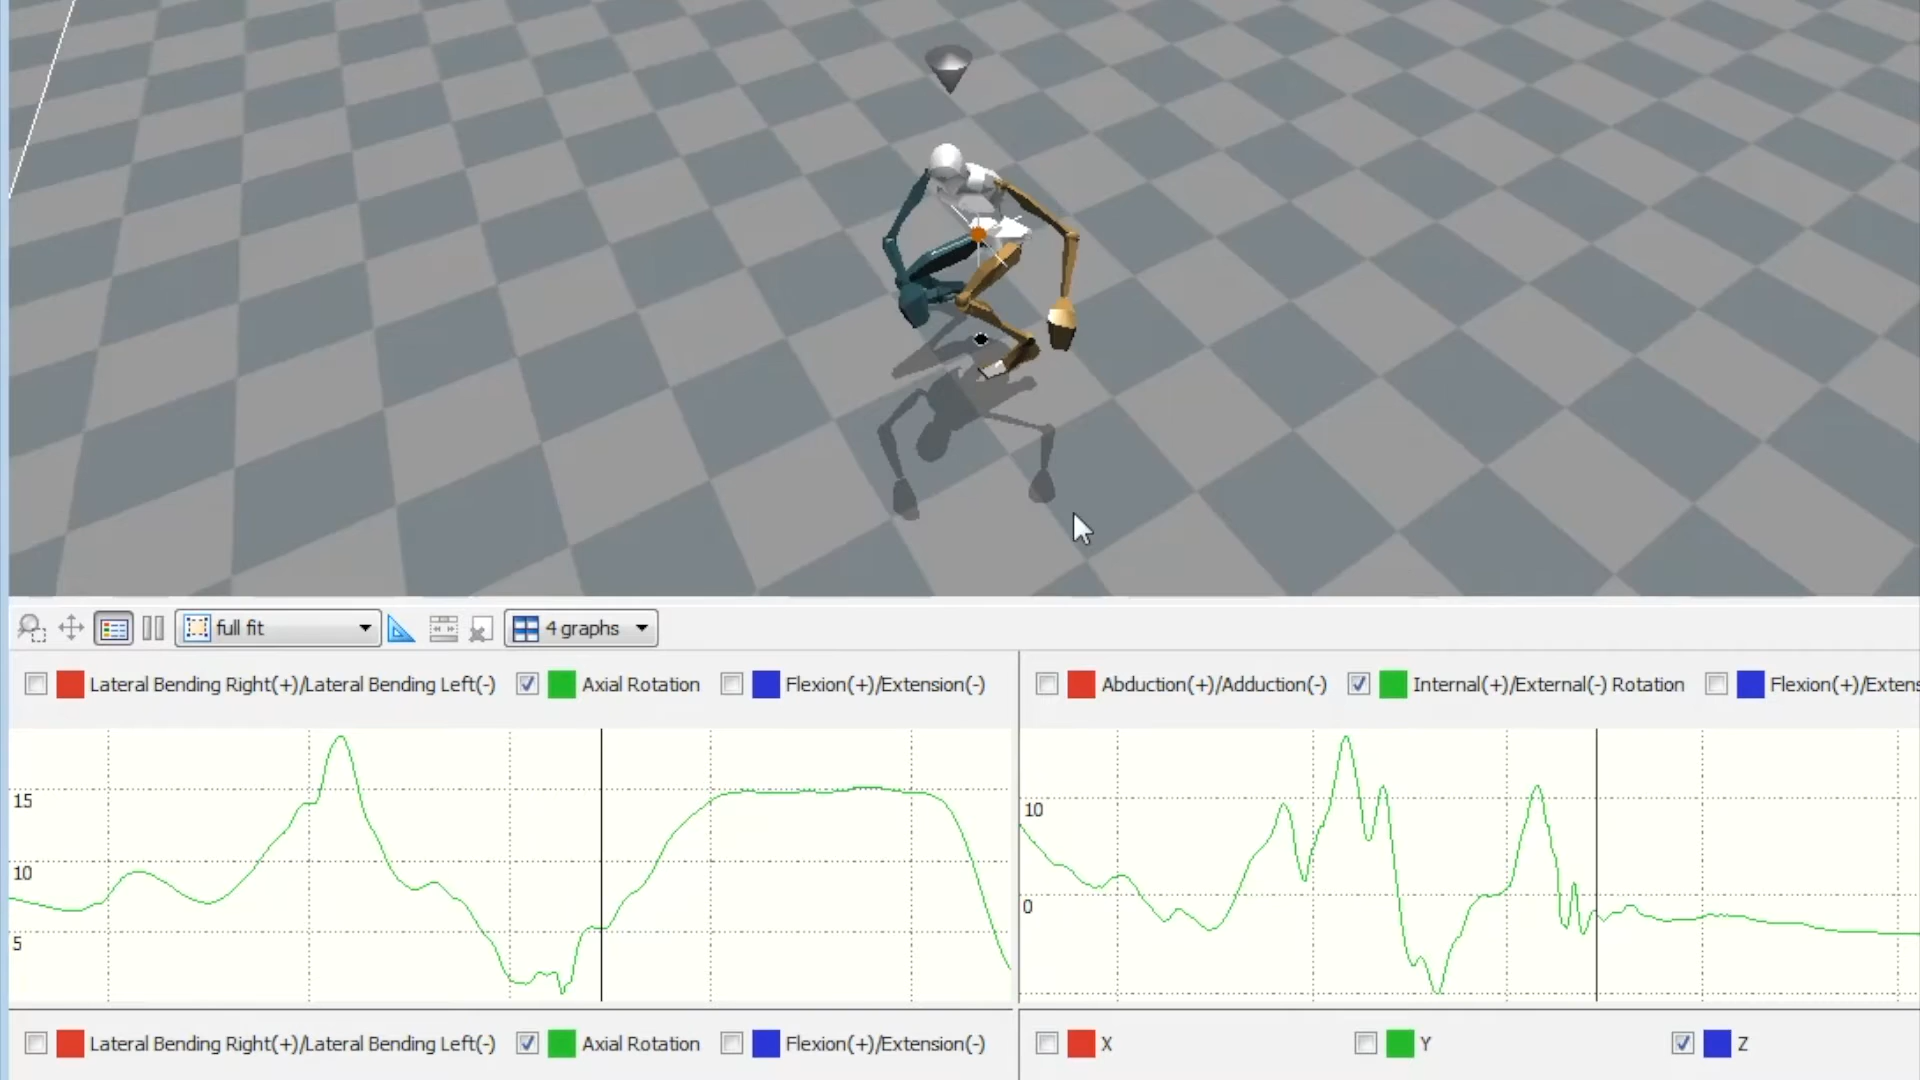 full fit
4 graphs
Lateral Bending Right(+)/Lateral Bending Left(-) Axial Rotation Flexion(+)/Extension(-)
Abduction(+)/Adduction(-) Internal(+)/External(-) Rotation Flexion(+)/Extens
15
10
5
10
0
Lateral Bending Right(+)/Lateral Bending Left(-) Axial Rotation Flexion(+)/Extension(-)
X Y Z